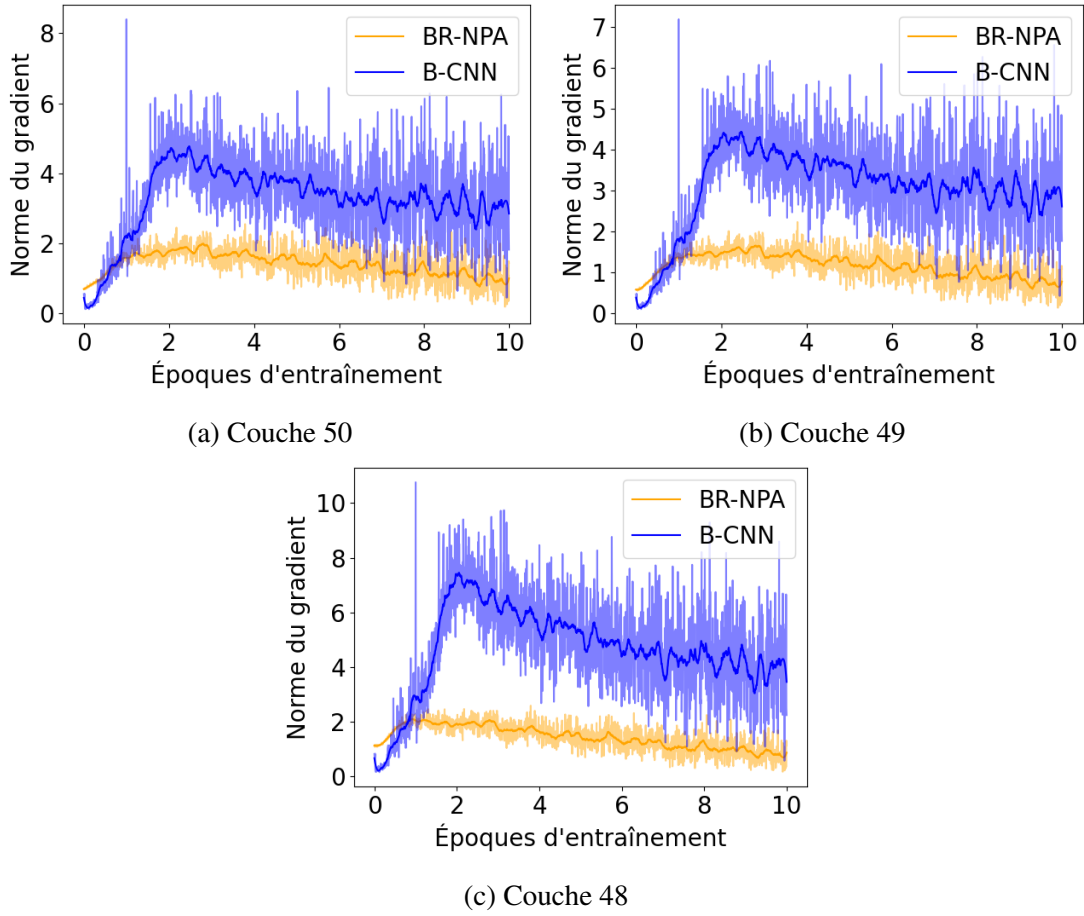 8
6
4
2
0
Norme du gradient
BR-NPA
B-CNN
0 2 4 6 8 10
Époques d'entraînement
(a) Couche 50
7
6
5
4
3
2
1
0
Norme du gradient
BR-NPA
B-CNN
0 2 4 6 8 10
Époques d'entraînement
(b) Couche 49
10
8
6
4
2
0
Norme du gradient
BR-NPA
B-CNN
0 2 4 6 8 10
Époques d'entraînement
(c) Couche 48